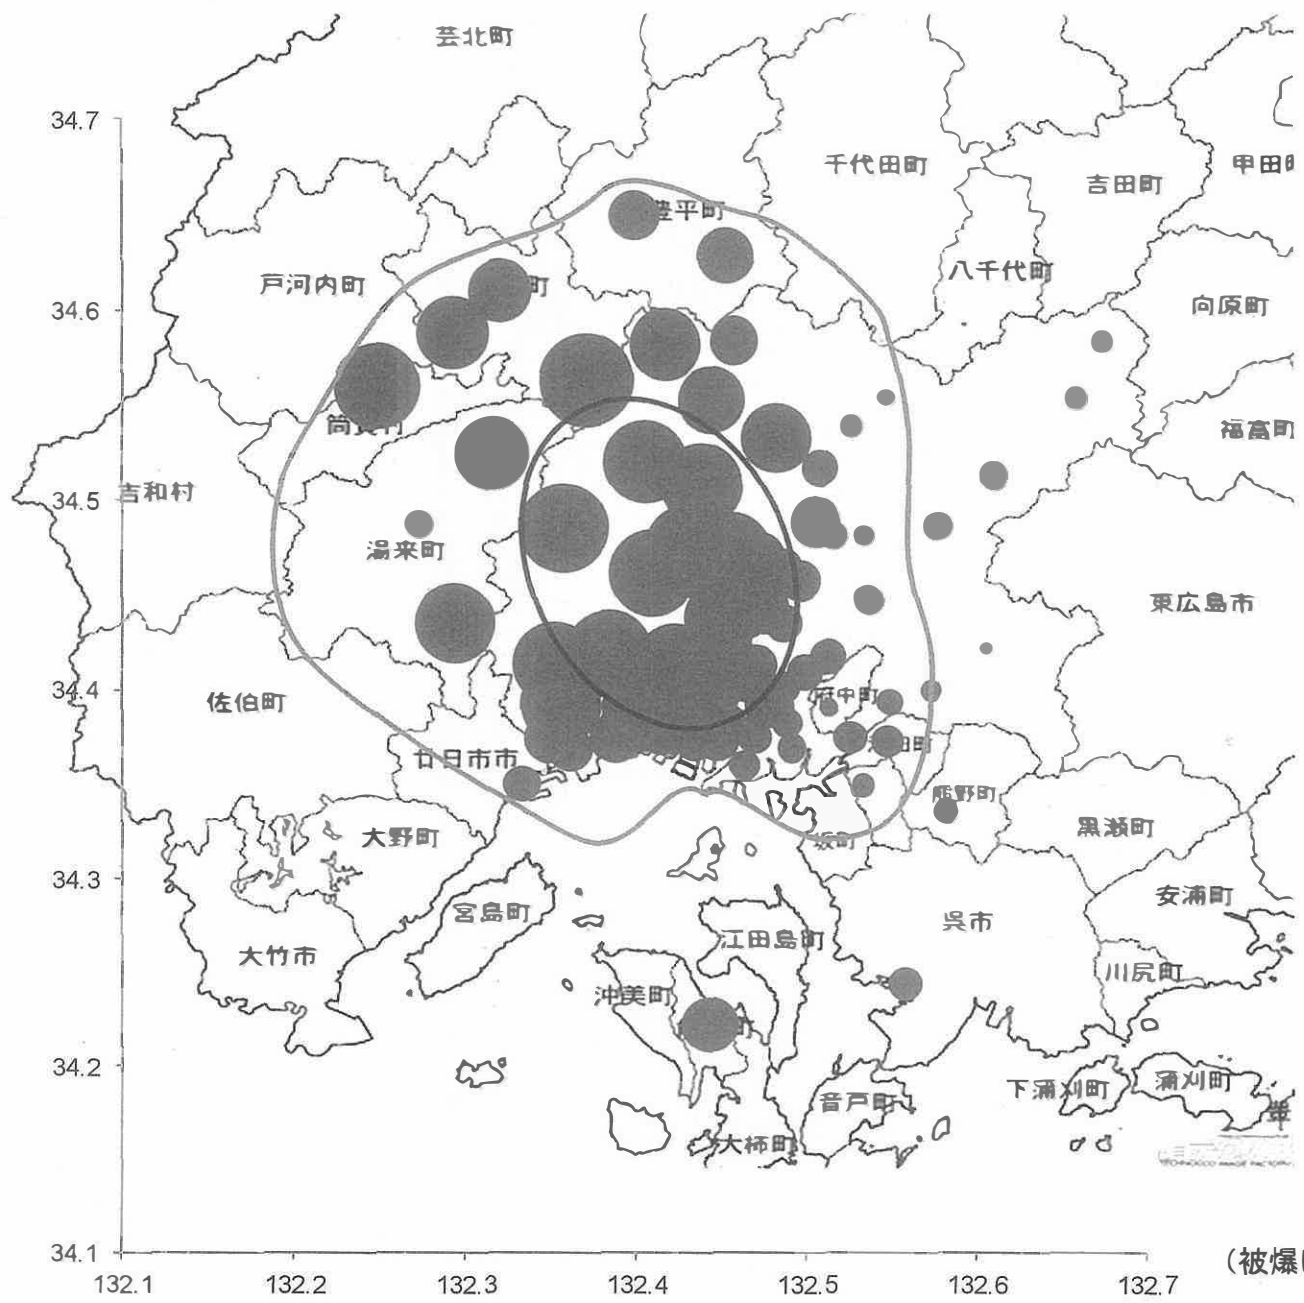 芸北町
34.7
千代田町
吉田町
甲田
豊平町
戸河内町
町
八千代町
向原町
34.6
筒賀村
福富町
吉和村
34.5
湯来町
東広島市
34.4
佐伯町
府中町
廿日市市
田町
熊野町
大野町
坂町
黒瀬町
34.3
宮島町
安浦町
大竹市
江田島町
呉市
川尻町
沖美町
34.2
音戸町
下蒲刈町
蒲刈町
大柿町
34.1
(被爆
132.1
132.2
132.3
132.4
132.5
132.6
132.7